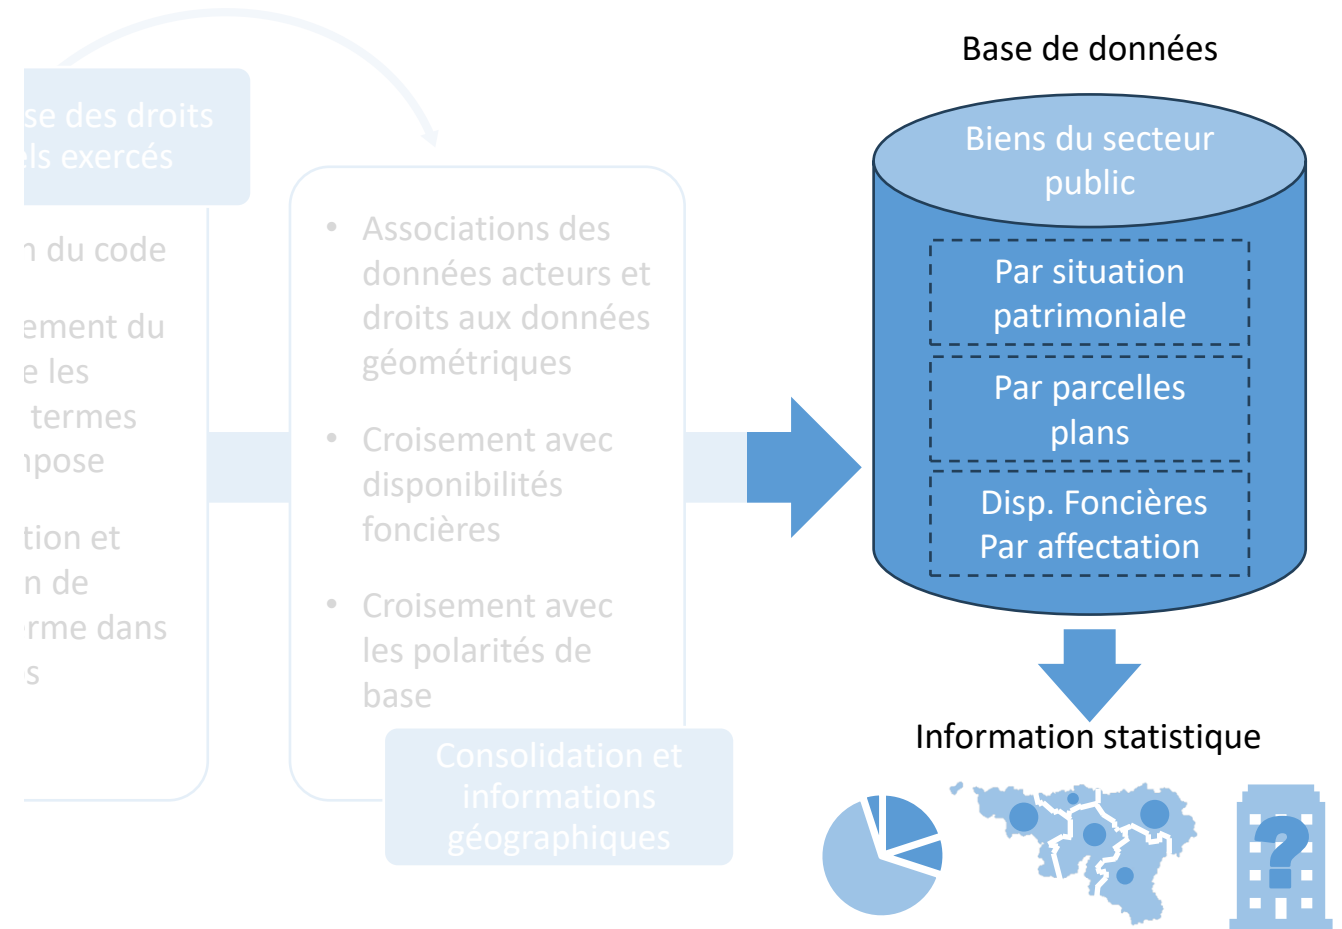 se des droits
els exercés
n du code
ement du
e les
termes
pose
tion et
n de
rme dans
s
• Associations des
données acteurs et
droits aux données
géométriques
• Croisement avec
disponibilités
foncières
• Croisement avec
les polarités de
base
Consolidation et
informations
géographiques
Base de données
Biens du secteur
public
Par situation
patrimoniale
Par parcelles
plans
Disp. Foncières
Par affectation
Information statistique
?